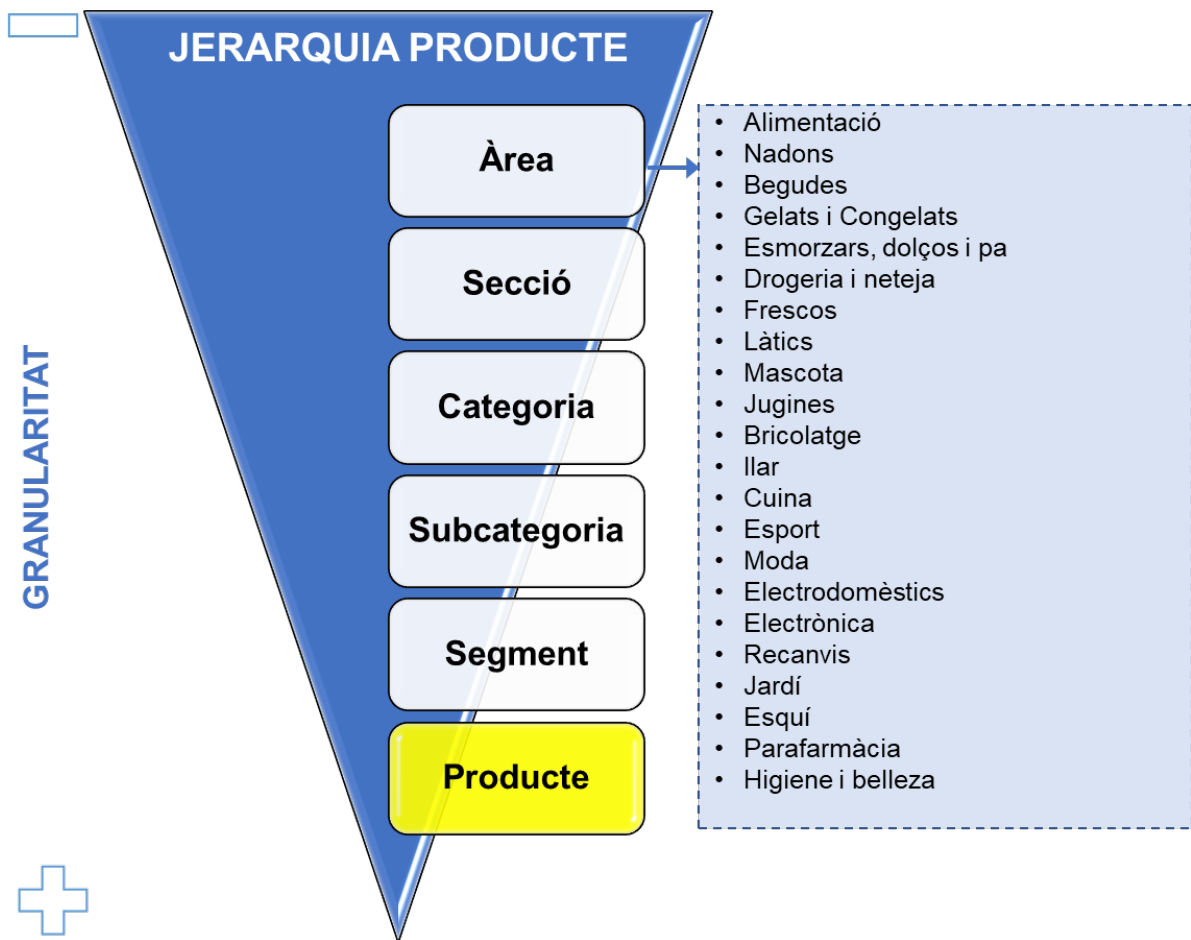 JERARQUIA PRODUCTE
GRANULARITAT
Àrea
Secció
Categoria
Subcategoria
Segment
Producte
• Alimentació
• Nadons
• Begudes
• Gelats i Congelats
• Esmorzars, dolços i pa
• Drogeria i neteja
• Frescos
• Làtics
• Mascota
• Jugines
• Bricolatge
• llar
• Cuina
• Esport
• Moda
• Electrodomèstics
• Electrònica
• Recanvis
• Jardí
• Esquí
• Parafarmàcia
• Higiene i belleza